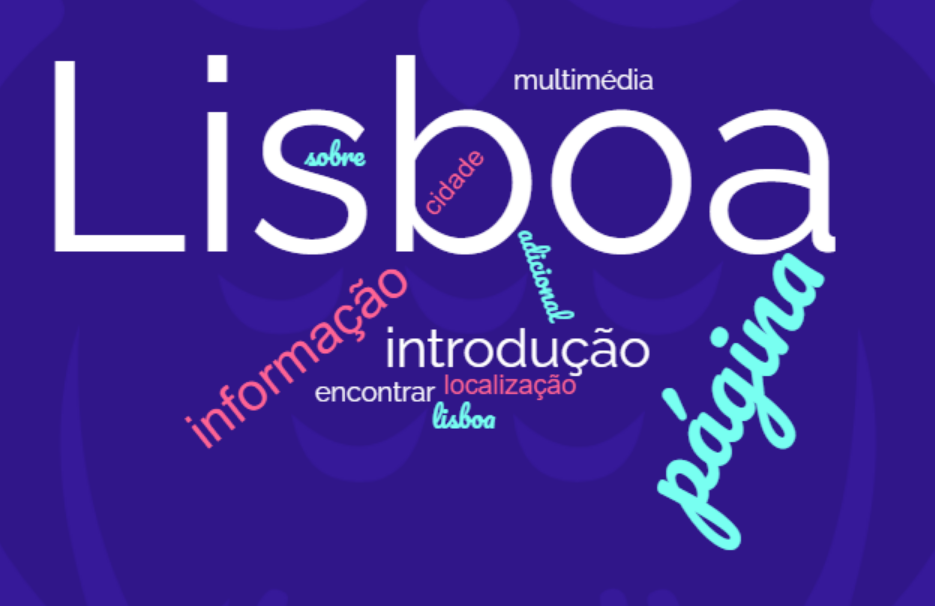 Lisboa
multimédia
sobre
cidade
adicional
informação
página
introdução
encontrar
localização
lisboa